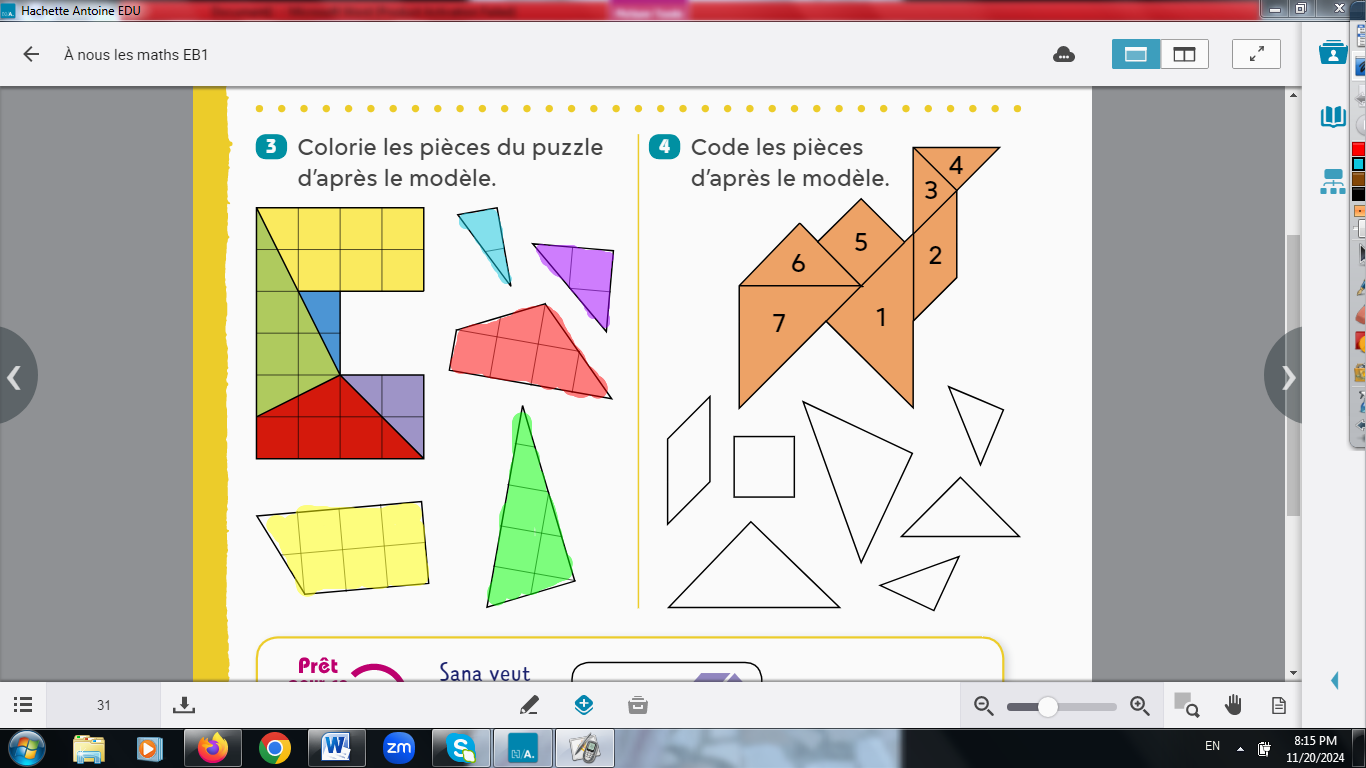 Hachette Antoine EDU
À nous les maths EB1
3 Colorie les pièces du puzzle
d'après le modèle.
4 Code les pièces
d'après le modèle.
4
3
5
2
6
1
7
Prêt
Sana veut
31
EN
8:15 PM
11/20/2024